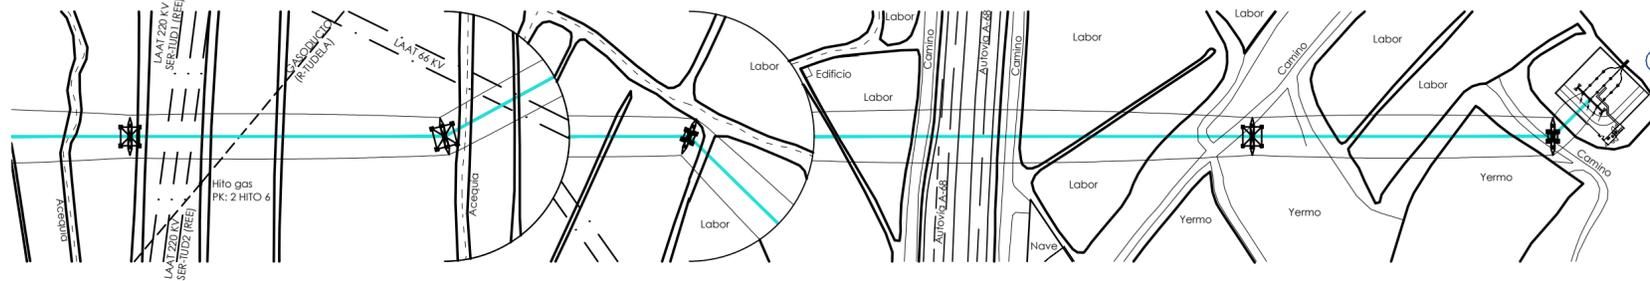 LAAT 220 KV
SER-TUD1 (REE)
GASODUCTO
(R-TUDELA)
LAAT 66 KV
Acequia
Hito gas
PK: 2 HITO 6
LAAT 220 KV
SER-TUD2 (REE)
Acequia
Labor
Labor
Labor
Edificio
Labor
Camino
Autovía A-68
Autovía A-68
Camino
Nave
Labor
Labor
Labor
Camino
Yermo
Yermo
Labor
Labor
Yermo
Camino